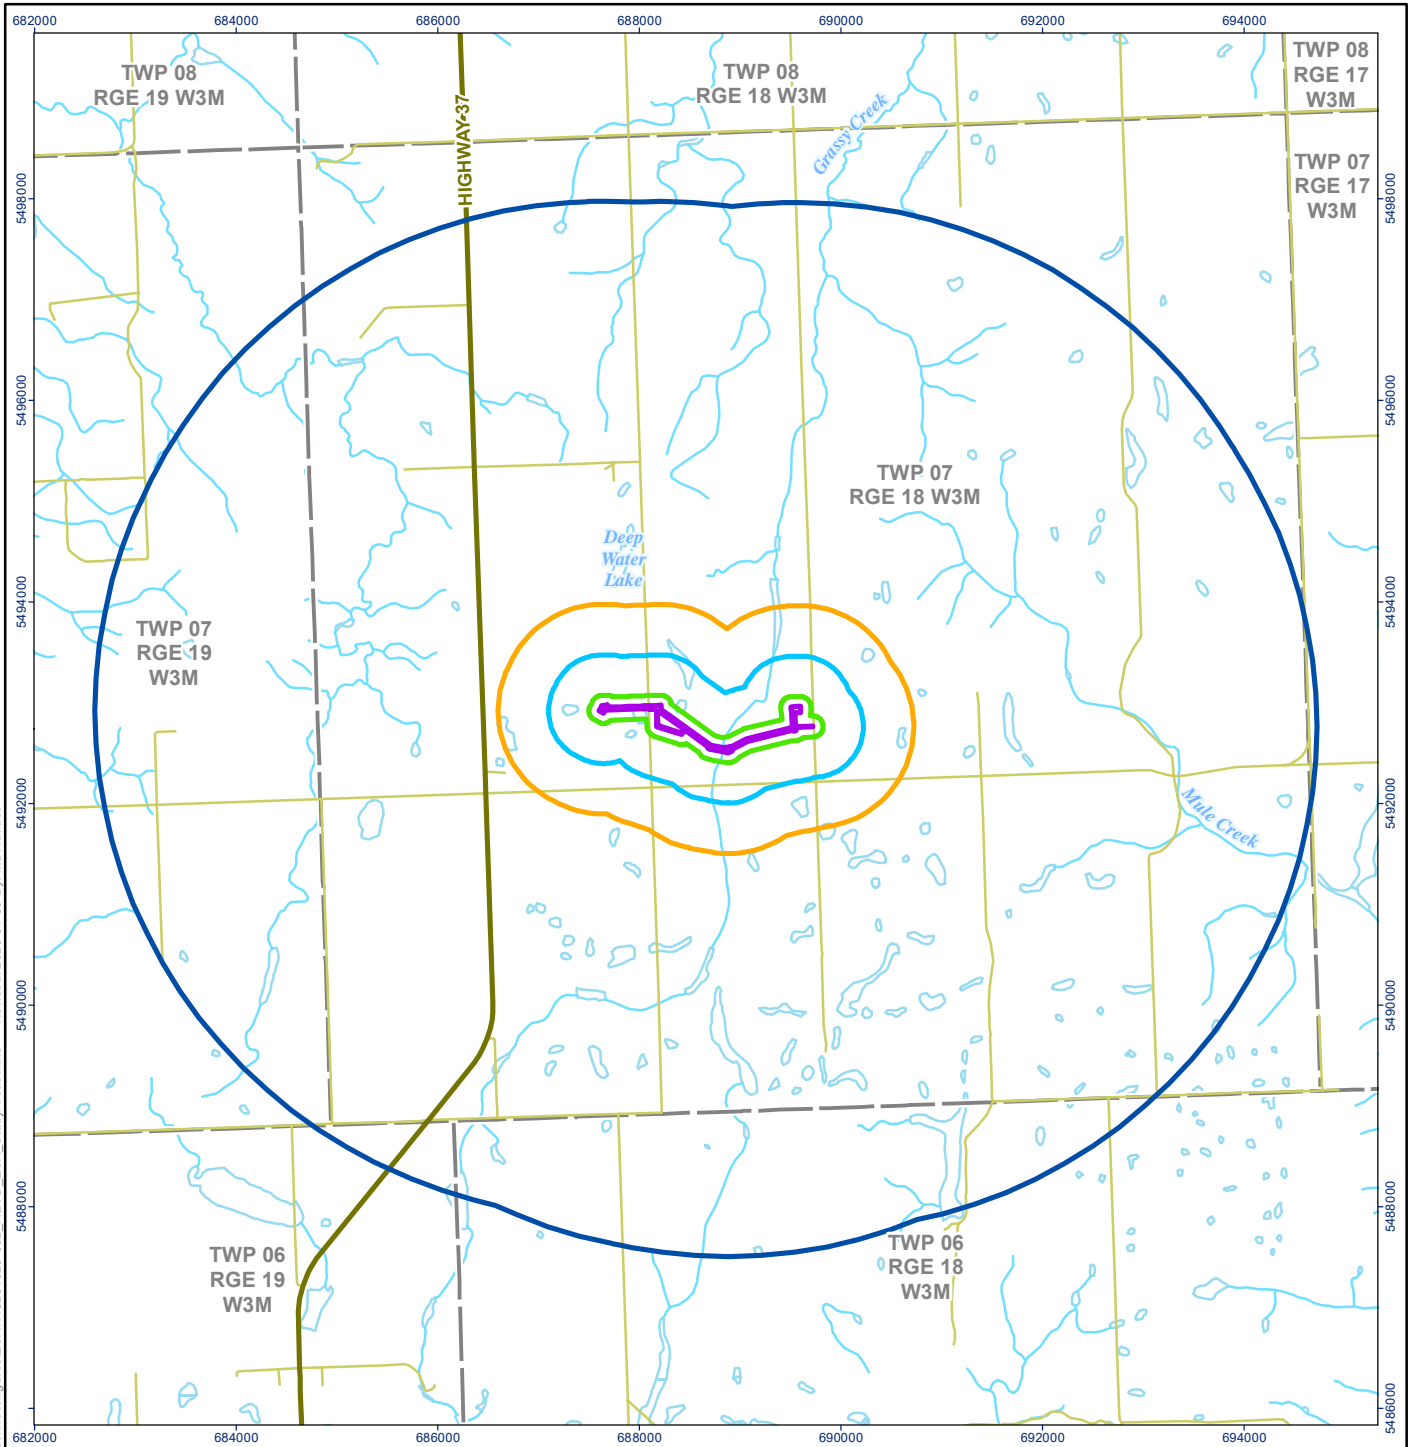 682000
684000
686000
688000
690000
692000
694000
TWP 08
RGE 19 W3M
TWP 08
RGE 18 W3M
TWP 08
RGE 17
W3M
HIGHWAY 37
Grassy Creek
TWP 07
RGE 17
W3M
5498000
5498000
5496000
5496000
TWP 07
RGE 18 W3M
Deep
Water
Lake
5494000
5494000
TWP 07
RGE 19
W3M
5492000
5492000
Mule Creek
5490000
5490000
5488000
5488000
TWP 06
RGE 19
W3M
TWP 06
RGE 18
W3M
5486000
682000
684000
686000
688000
690000
692000
694000